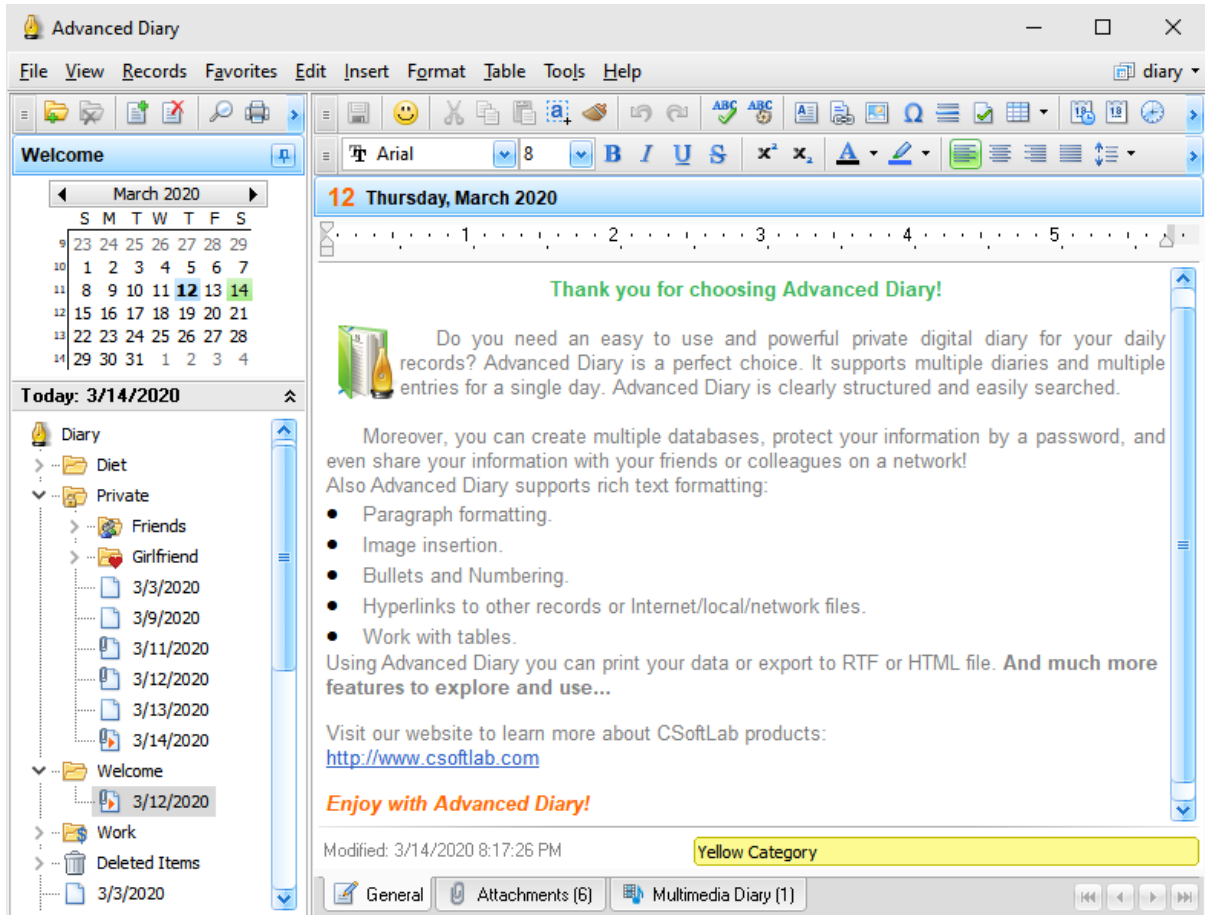 Advanced Diary
File View Records Favorites Edit Insert Format Table Tools Help diary
Arial 8 B I U S x² x₂ A
Welcome
March 2020
S M T W T F S
9 23 24 25 26 27 28 29
10 1 2 3 4 5 6 7
11 8 9 10 11 12 13 14
12 15 16 17 18 19 20 21
13 22 23 24 25 26 27 28
14 29 30 31 1 2 3 4
Today: 3/14/2020
Diary
Diet
Private
Friends
Girlfriend
3/3/2020
3/9/2020
3/11/2020
3/12/2020
3/13/2020
3/14/2020
Welcome
3/12/2020
Work
Deleted Items
3/3/2020
ABC ABC Ω 18 18
12 Thursday, March 2020
1 2 3 4 5
Thank you for choosing Advanced Diary!
Do you need an easy to use and powerful private digital diary for your daily
records? Advanced Diary is a perfect choice. It supports multiple diaries and multiple
entries for a single day. Advanced Diary is clearly structured and easily searched.
Moreover, you can create multiple databases, protect your information by a password, and
even share your information with your friends or colleagues on a network!
Also Advanced Diary supports rich text formatting:
● Paragraph formatting.
● Image insertion.
● Bullets and Numbering.
● Hyperlinks to other records or Internet/local/network files.
● Work with tables.
Using Advanced Diary you can print your data or export to RTF or HTML file. And much more
features to explore and use...
Visit our website to learn more about CSoftLab products:
http://www.csoftlab.com
Enjoy with Advanced Diary!
Modified: 3/14/2020 8:17:26 PM
Yellow Category
General Attachments (6) Multimedia Diary (1)